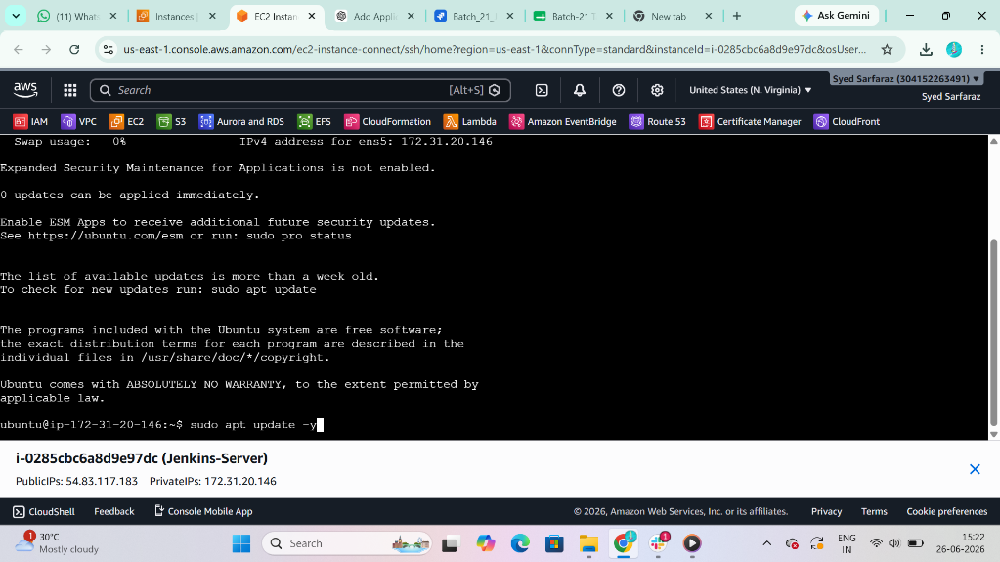 (11) Whats
Instances |
EC2 Instan
Add Applic
Batch_21_
Batch-21 T
New tab
Ask Gemini
us-east-1.console.aws.amazon.com/ec2-instance-connect/ssh/home?region=us-east-1&connType=standard&instanceId=i-0285cbc6a8d9e97dc&osUser...
aws
Search
[Alt+S]
United States (N. Virginia)
Syed Sarfaraz (304152263491)
Syed Sarfaraz
IAM
VPC
EC2
S3
Aurora and RDS
EFS
CloudFormation
Lambda
Amazon EventBridge
Route 53
Certificate Manager
CloudFront
Swap usage: 0% IPv4 address for ens5: 172.31.20.146
Expanded Security Maintenance for Applications is not enabled.
0 updates can be applied immediately.
Enable ESM Apps to receive additional future security updates.
See https://ubuntu.com/esm or run: sudo pro status
The list of available updates is more than a week old.
To check for new updates run: sudo apt update
The programs included with the Ubuntu system are free software;
the exact distribution terms for each program are described in the
individual files in /usr/share/doc/*/copyright.
Ubuntu comes with ABSOLUTELY NO WARRANTY, to the extent permitted by
applicable law.
ubuntu@ip-172-31-20-146:~$ sudo apt update -y
i-0285cbc6a8d9e97dc (Jenkins-Server)
PublicIPs: 54.83.117.183 PrivateIPs: 172.31.20.146
CloudShell
Feedback
Console Mobile App
© 2026, Amazon Web Services, Inc. or its affiliates.
Privacy
Terms
Cookie preferences
1
30°C
Mostly cloudy
Search
1
1
ENG
IN
15:22
26-06-2026